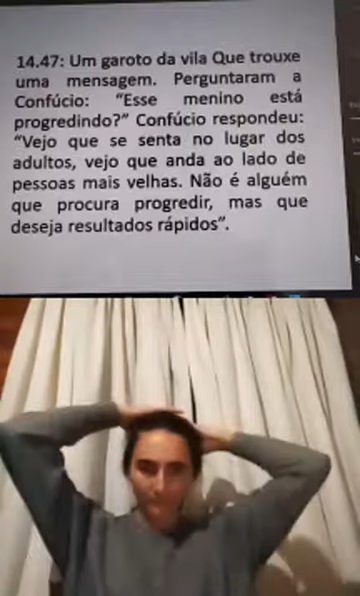 14.47: Um garoto da vila Que trouxe
uma mensagem. Perguntaram a
Confúcio: “Esse menino está
progredindo?” Confúcio respondeu:
“Vejo que se senta no lugar dos
adultos, vejo que anda ao lado de
pessoas mais velhas. Não é alguém
que procura progredir, mas que
deseja resultados rápidos”.